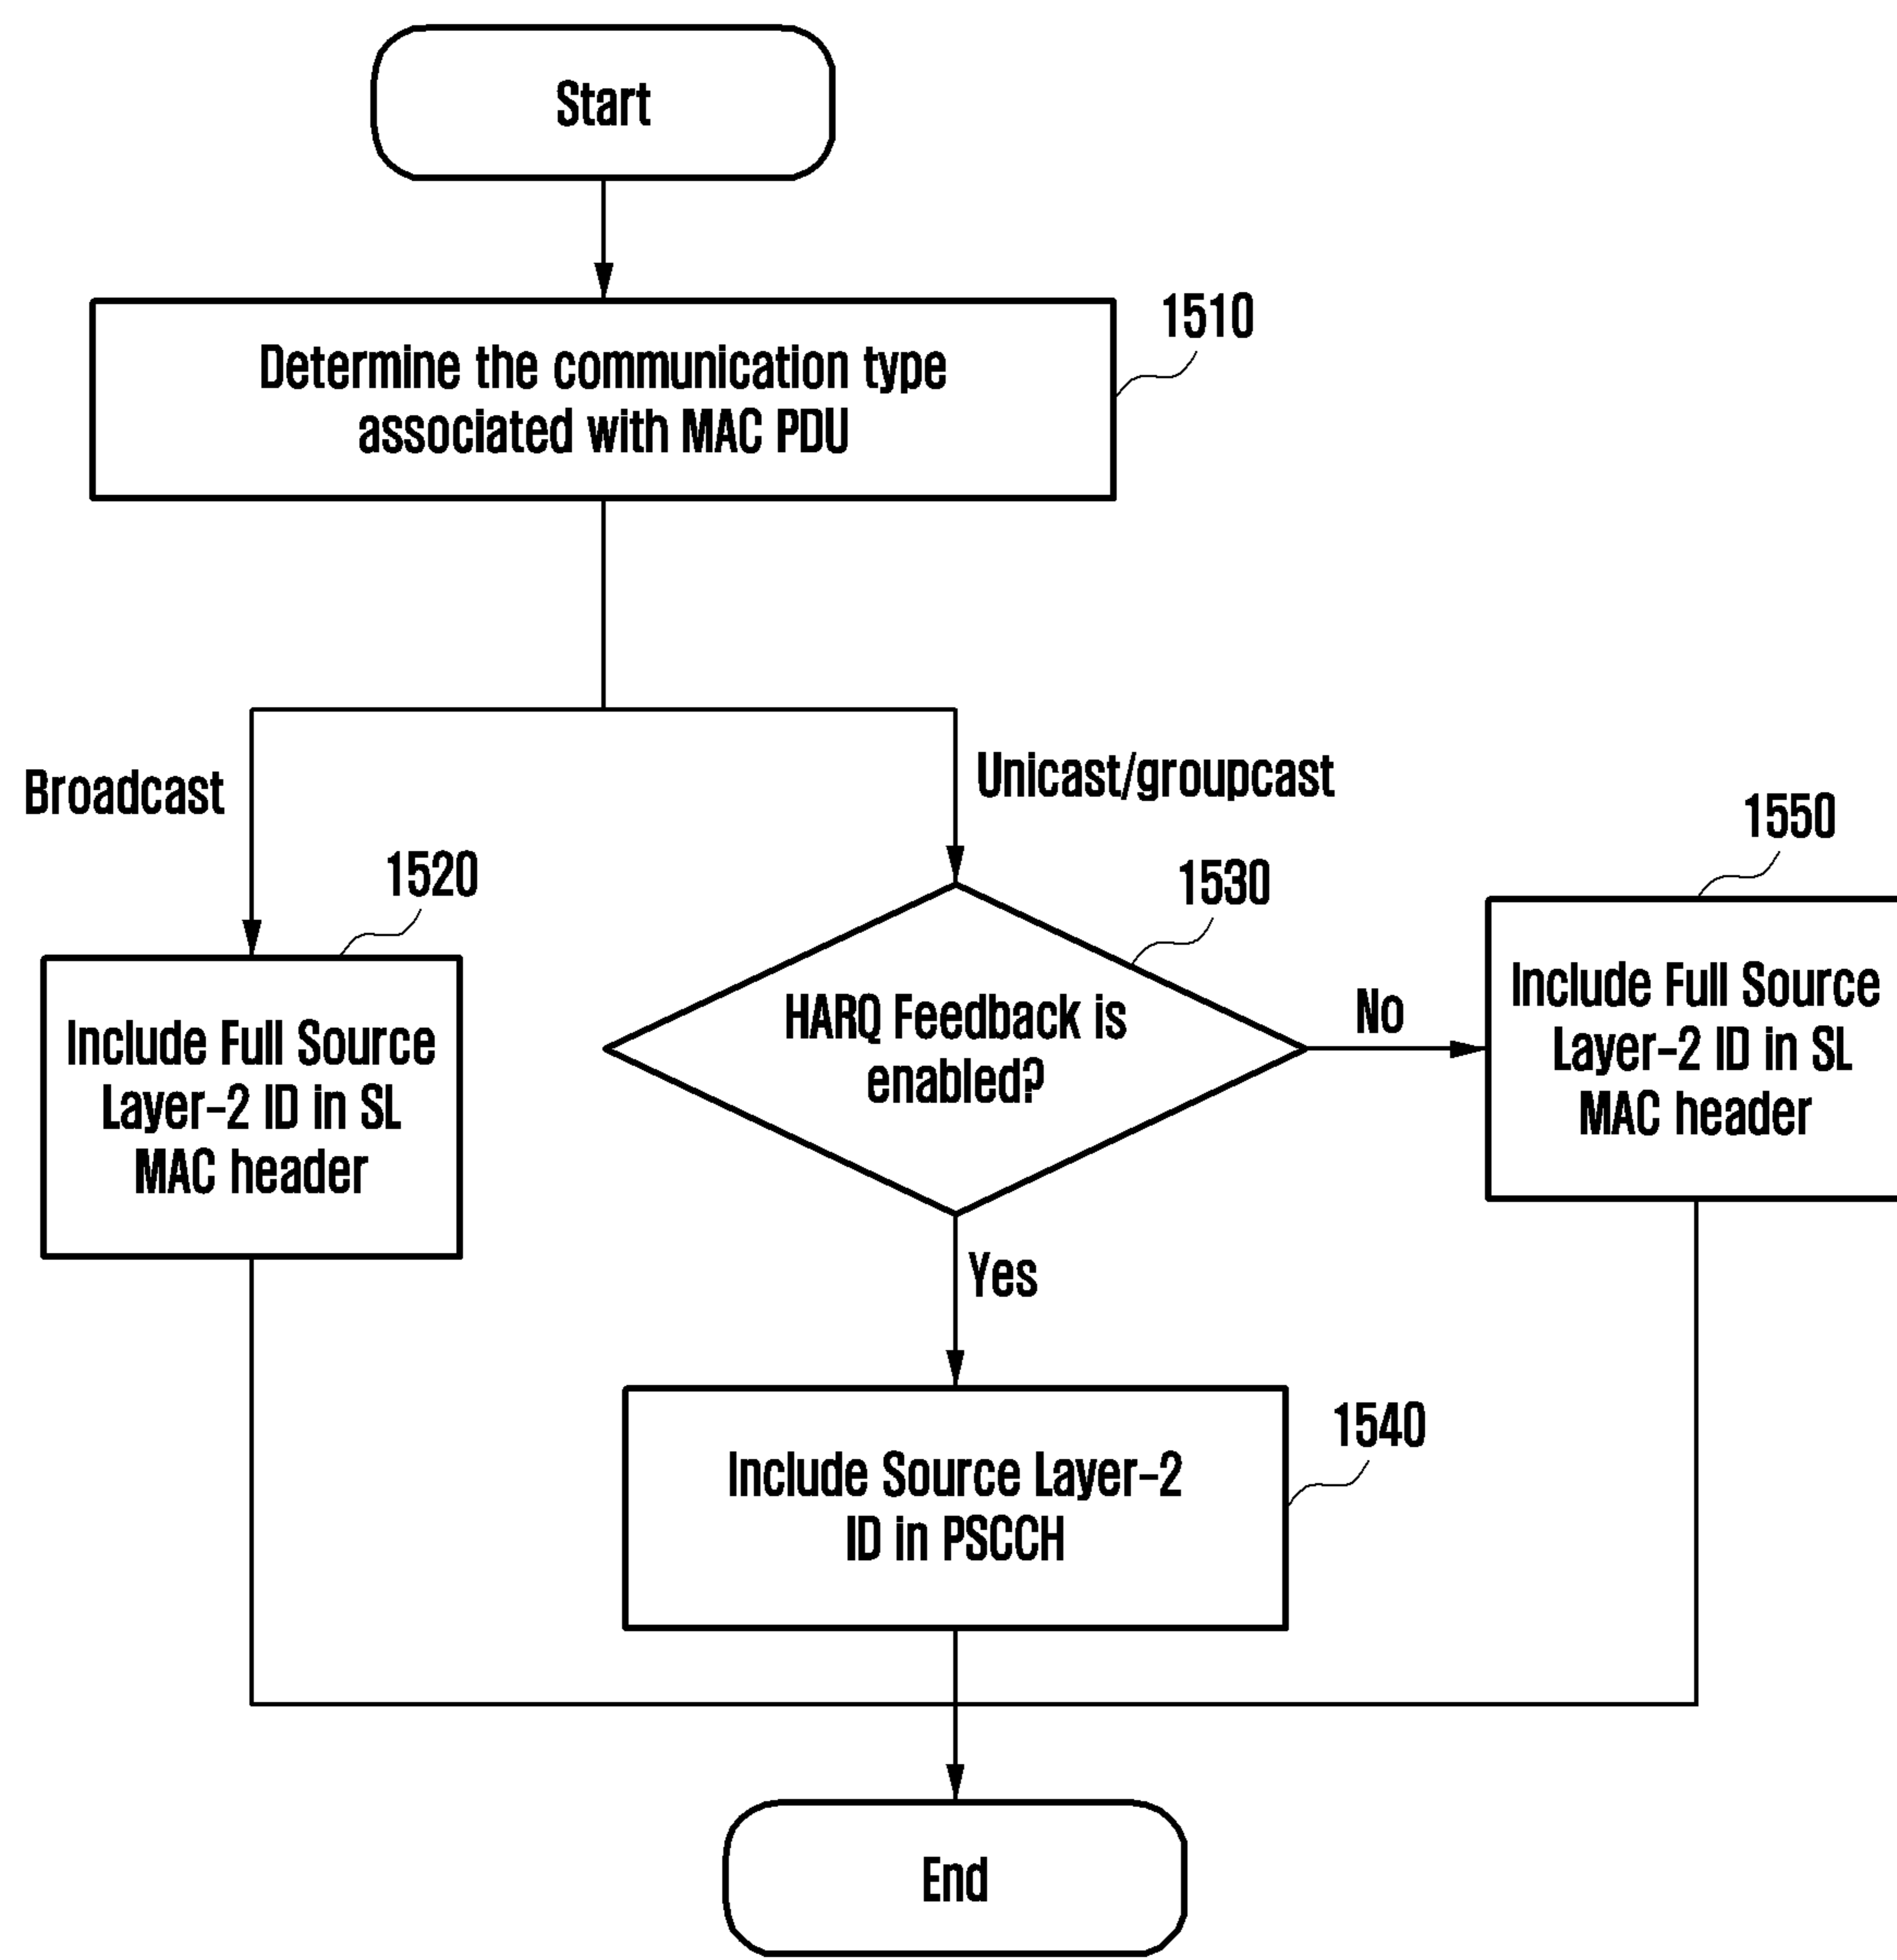 Start
1510
Determine the communication type
associated with MAC PDU
Broadcast
Unicast/groupcast
1520
1530
1550
Include Full Source
Layer-2 ID in SL
MAC header
HARQ Feedback is
enabled?
No
Include Full Source
Layer-2 ID in SL
MAC header
Yes
1540
Include Source Layer-2
ID in PSCCH
End